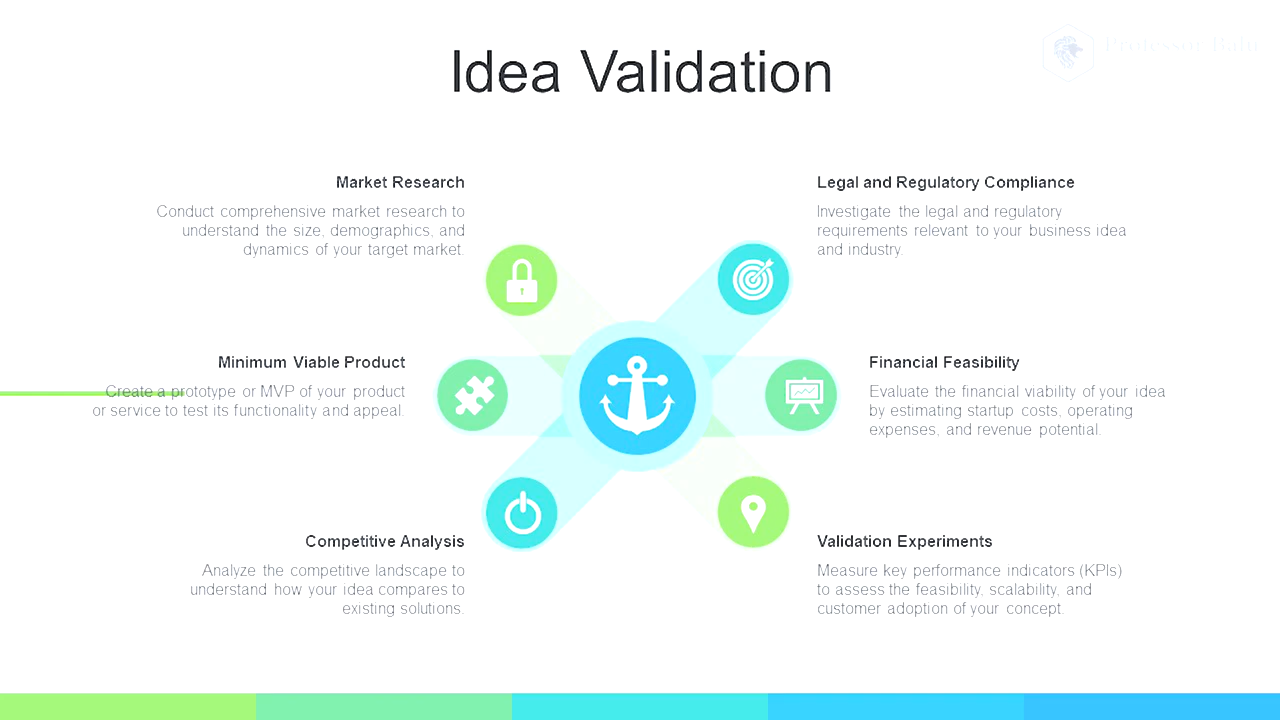 Professor Balu
Idea Validation
Market Research
Conduct comprehensive market research to
understand the size, demographics, and
dynamics of your target market.
Minimum Viable Product
Create a prototype or MVP of your product
or service to test its functionality and appeal.
Competitive Analysis
Analyze the competitive landscape to
understand how your idea compares to
existing solutions.
Legal and Regulatory Compliance
Investigate the legal and regulatory
requirements relevant to your business idea
and industry.
Financial Feasibility
Evaluate the financial viability of your idea
by estimating startup costs, operating
expenses, and revenue potential.
Validation Experiments
Measure key performance indicators (KPIs)
to assess the feasibility, scalability, and
customer adoption of your concept.